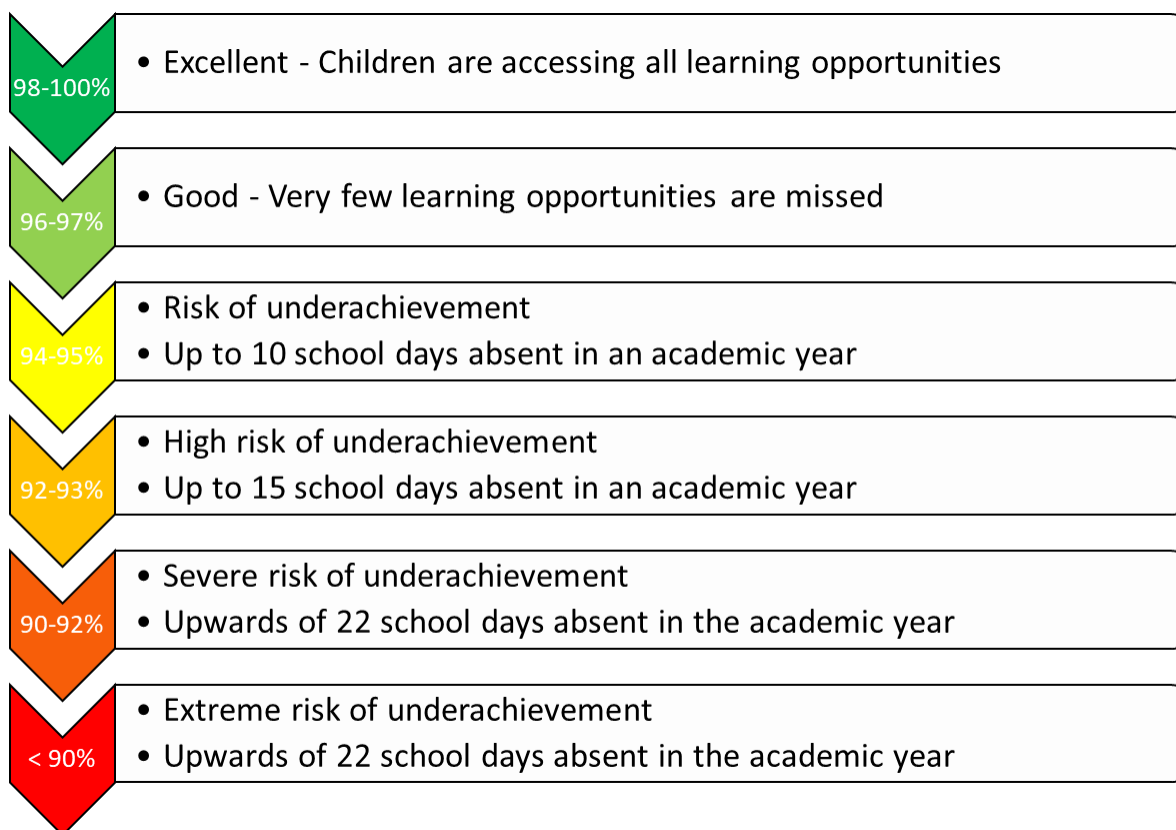 98-100%
• Excellent - Children are accessing all learning opportunities
96-97%
• Good - Very few learning opportunities are missed
94-95%
• Risk of underachievement
• Up to 10 school days absent in an academic year
92-93%
• High risk of underachievement
• Up to 15 school days absent in an academic year
90-92%
• Severe risk of underachievement
• Upwards of 22 school days absent in the academic year
< 90%
• Extreme risk of underachievement
• Upwards of 22 school days absent in the academic year